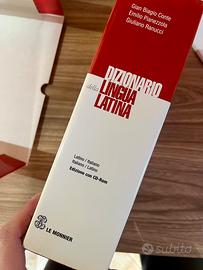 Gian Biagio Conte
Emilio Pianezzola
Giuliano Ranucci
DIZIONARIO
della LINGUA
LATINA
Latino / Italiano
Italiano / Latino
Edizione con CD-Rom
LE MONNIER
subito